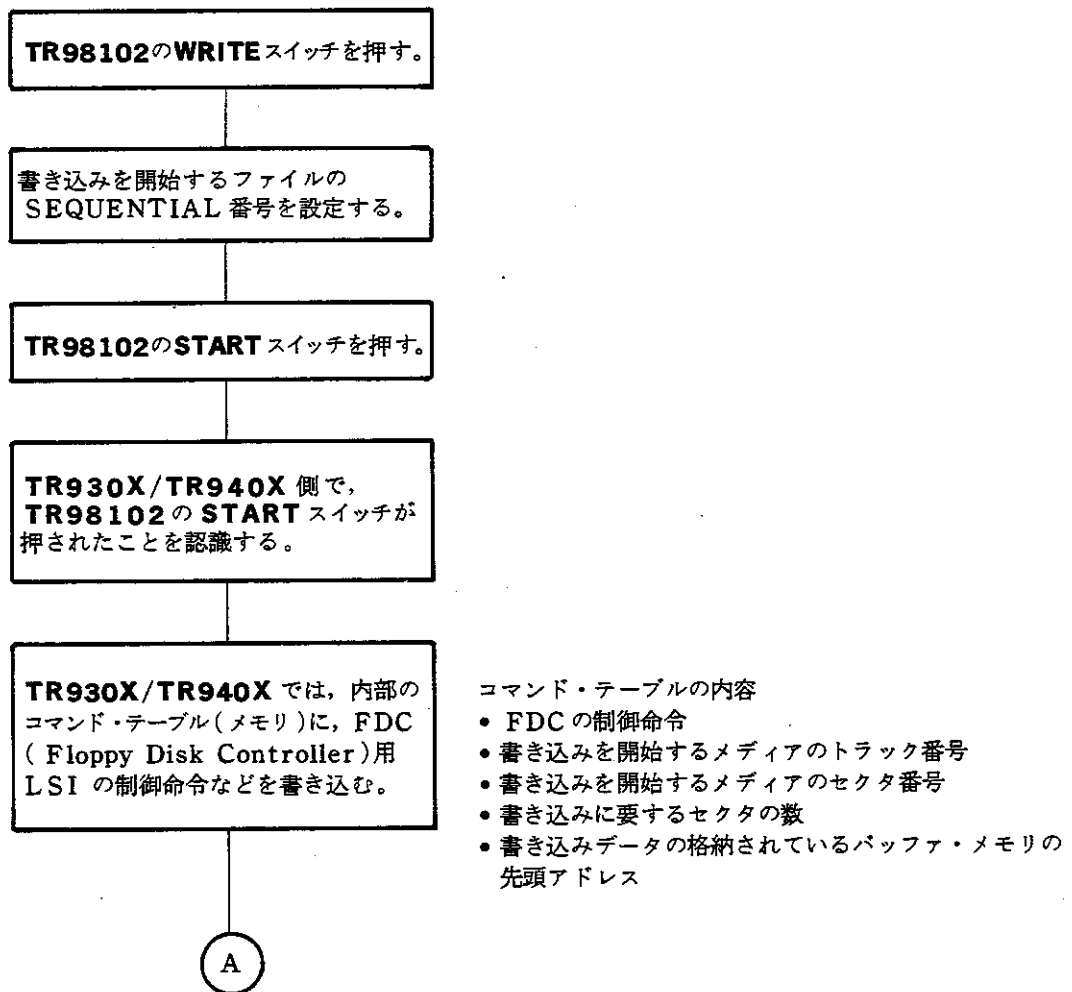 TR98102のWRITEスイッチを押す。
書き込みを開始するファイルの
SEQUENTIAL 番号を設定する。
TR98102のSTARTスイッチを押す。
TR930X/TR940X 側で,
TR98102の START スイッチが
押されたことを認識する。
TR930X/TR940X では, 内部の
コマンド・テーブル(メモリ)に, FDC
( Floppy Disk Controller)用
LSI の制御命令などを書き込む。
コマンド・テーブルの内容
• FDC の制御命令
• 書き込みを開始するメディアのトラック番号
• 書き込みを開始するメディアのセクタ番号
• 書き込みに要するセクタの数
• 書き込みデータの格納されているバッファ・メモリの
先頭アドレス
A